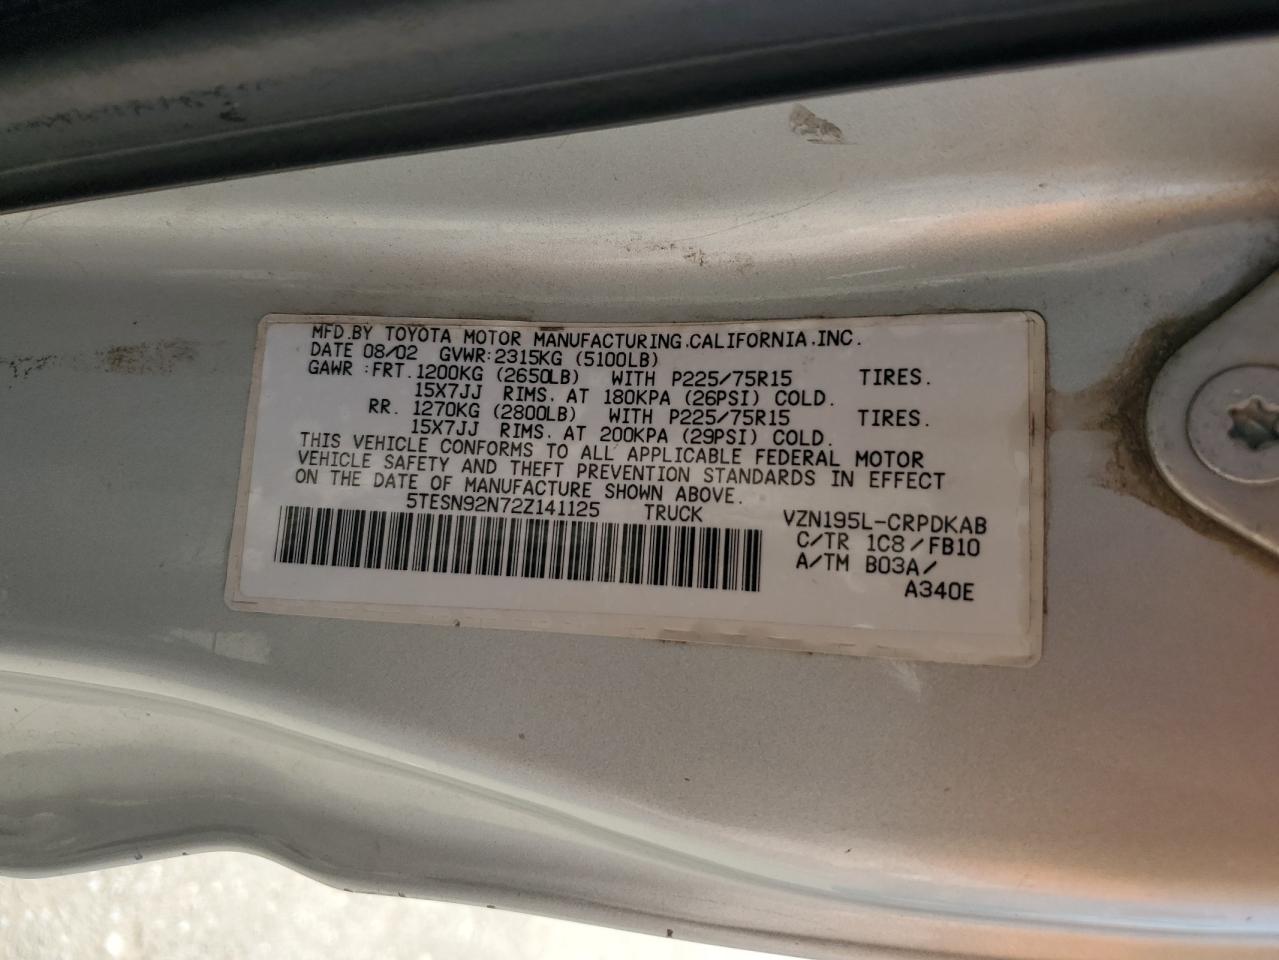 MFD.BY TOYOTA MOTOR MANUFACTURING.CALIFORNIA.INC.
DATE 08/02 GVWR:2315KG (5100LB)
GAWR :FRT.1200KG (2650LB) WITH P225/75R15 TIRES.
15X7JJ RIMS. AT 180KPA (26PSI) COLD.
RR. 1270KG (2800LB) WITH P225/75R15 TIRES.
15X7JJ RIMS. AT 200KPA (29PSI) COLD.
THIS VEHICLE CONFORMS TO ALL APPLICABLE FEDERAL MOTOR
VEHICLE SAFETY AND THEFT PREVENTION STANDARDS IN EFFECT
ON THE DATE OF MANUFACTURE SHOWN ABOVE.
5TESN92N72Z141125 TRUCK VZN195L-CRPDKAB
C/TR 1C8/FB10
A/TM B03A/
A340E